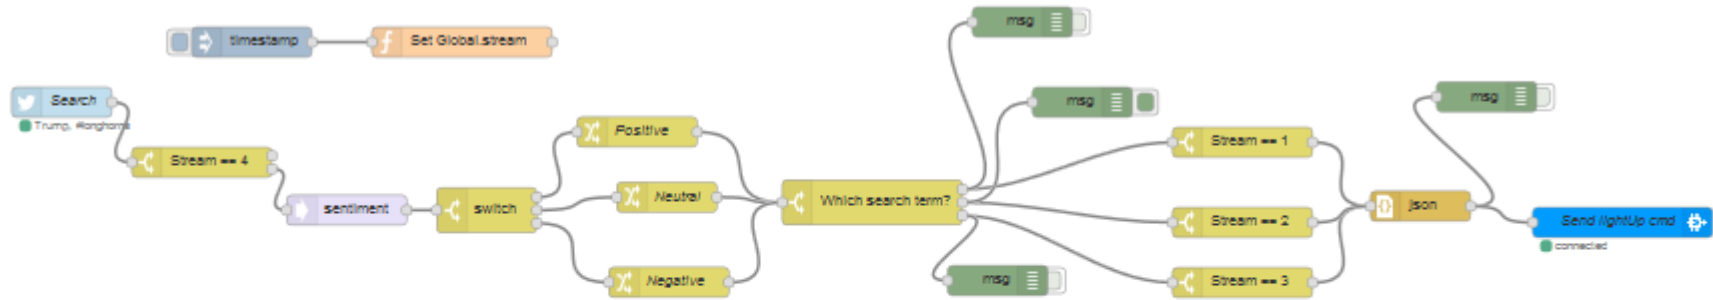 msg
timestamp
Set Global.stream
Search
Trump, #longhorns
msg
msg
Positive
Stream == 1
Stream == 4
Neutral
Which search term?
sentiment
switch
json
Stream == 2
Send lightUp cmd
connected
Negative
msg
Stream == 3